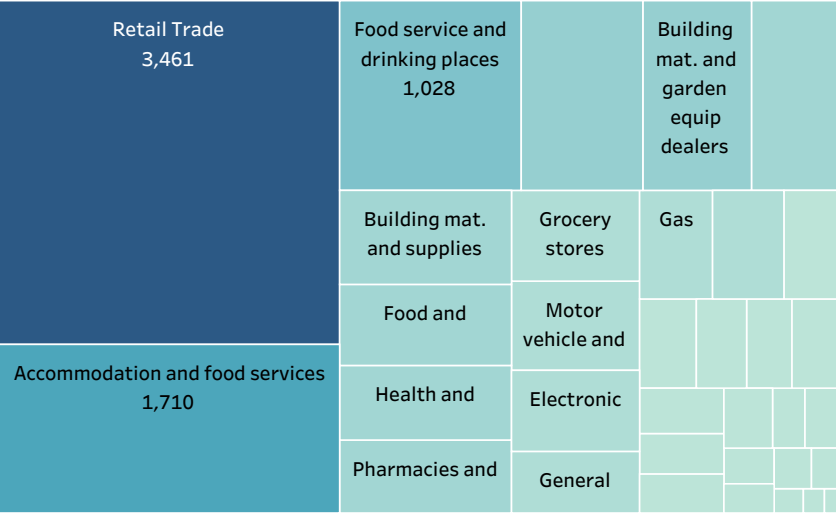 Retail Trade
3,461
Accommodation and food services
1,710
Food service and
drinking places
1,028
Building
mat. and
garden
equip
dealers
Building mat.
and supplies
Food and
Health and
Pharmacies and
Grocery
stores
Motor
vehicle and
Electronic
General
Gas